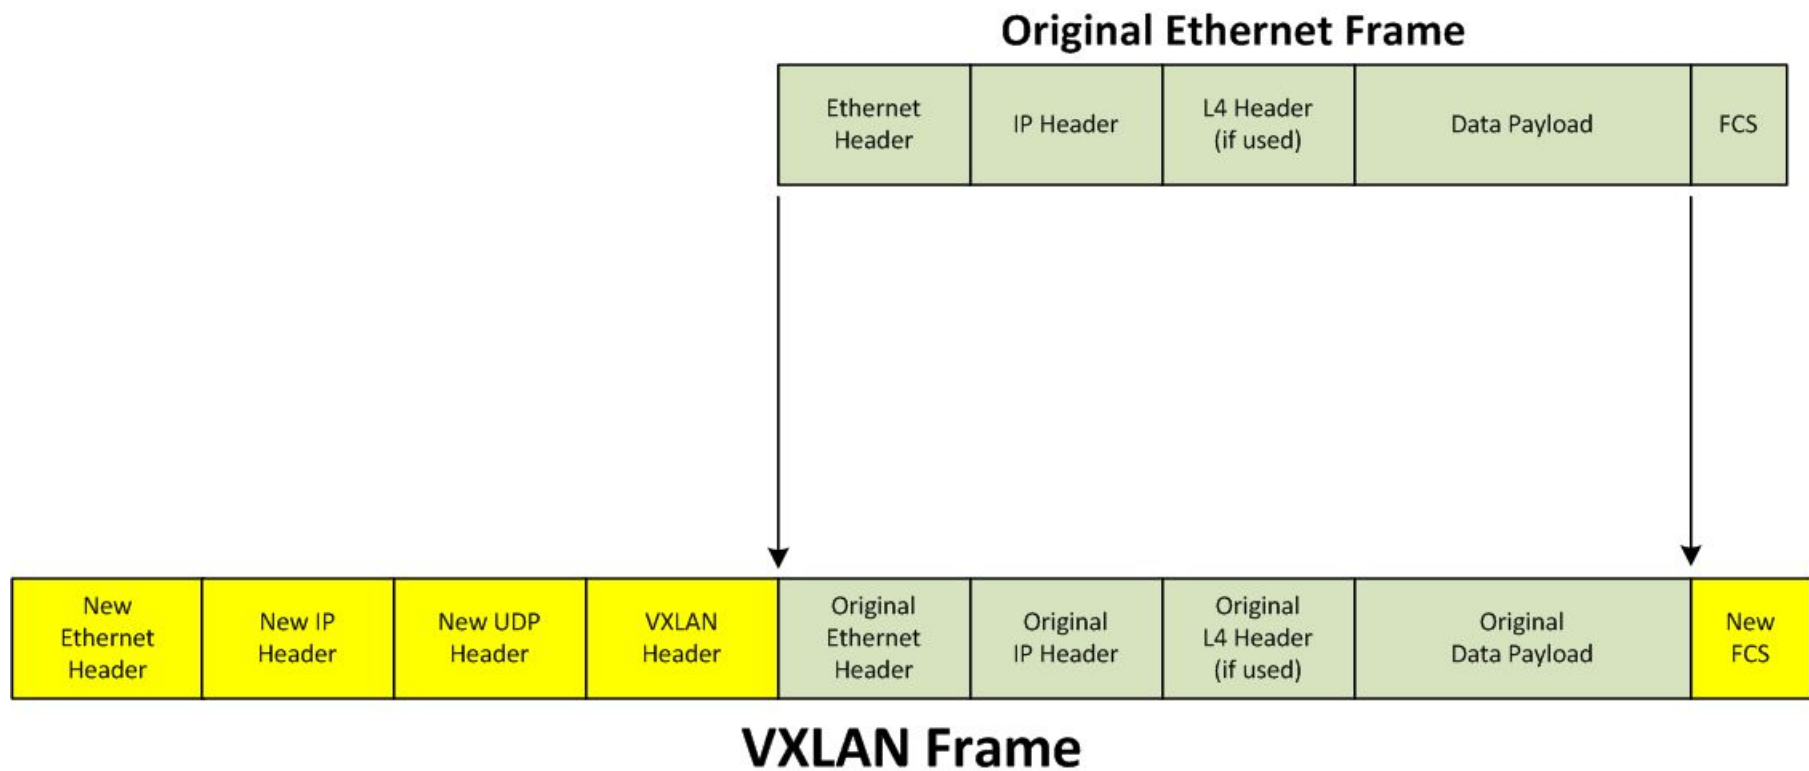 Original Ethernet Frame
Ethernet
Header
IP Header
L4 Header
(if used)
Data Payload
FCS
New
Ethernet
Header
New IP
Header
New UDP
Header
VXLAN
Header
Original
Ethernet
Header
Original
IP Header
Original
L4 Header
(if used)
Original
Data Payload
New
FCS
VXLAN Frame